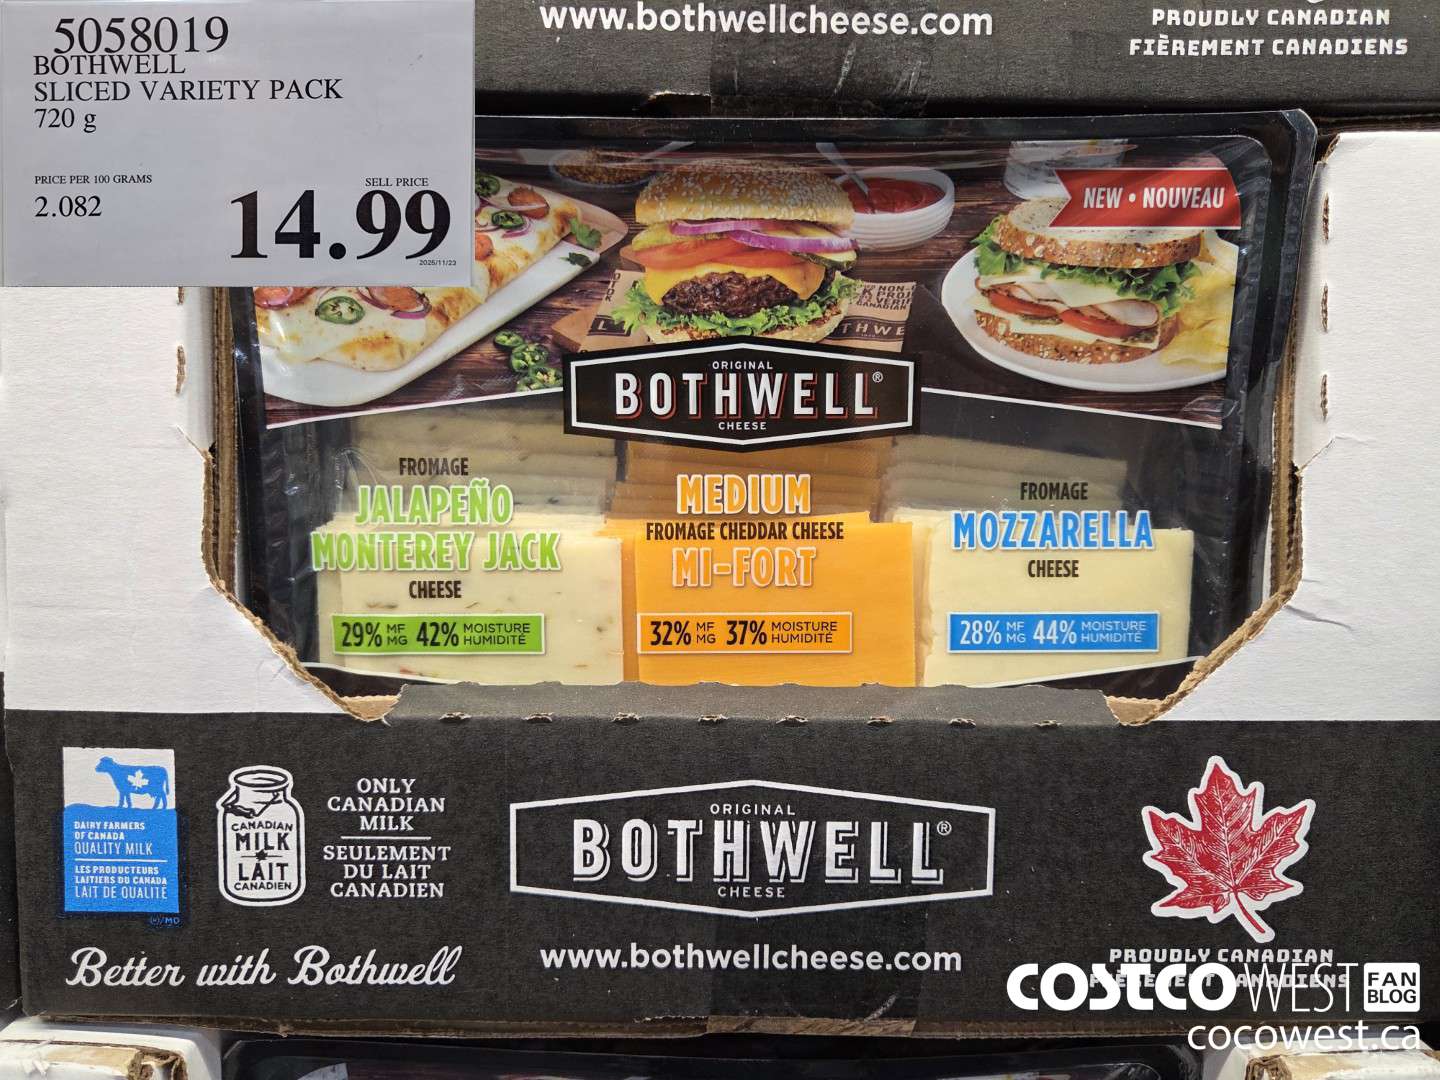 www.bothwellcheese.com
PROUDLY CANADIAN
FIÈREMENT CANADIENS
5058019
BOTHWELL
SLICED VARIETY PACK
720 g
PRICE PER 100 GRAMS
2.082
SELL PRICE
14.99
2025/11/23
NEW • NOUVEAU
ORIGINAL
BOTHWELL®
CHEESE
FROMAGE
JALAPEÑO
MONTEREY JACK
CHEESE
29% MF MG 42% MOISTURE HUMIDITÉ
MEDIUM
FROMAGE CHEDDAR CHEESE
MI-FORT
32% MF MG 37% MOISTURE HUMIDITÉ
FROMAGE
MOZZARELLA
CHEESE
28% MF MG 44% MOISTURE HUMIDITÉ
DAIRY FARMERS
OF CANADA
QUALITY MILK
LES PRODUCTEURS
LAITIERS DU CANADA
LAIT DE QUALITÉ
®/MD
CANADIAN
MILK
LAIT
CANADIEN
ONLY
CANADIAN
MILK
SEULEMENT
DU LAIT
CANADIEN
Better with Bothwell
ORIGINAL
BOTHWELL®
CHEESE
www.bothwellcheese.com
PROUDLY CANADIAN
FIÈREMENT CANADIENS
COSTCO WEST FAN BLOG
cocowest.ca